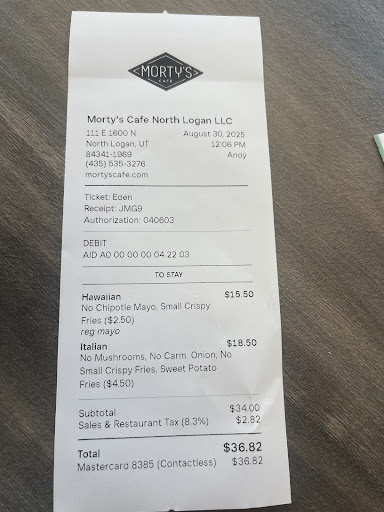 MORTY'S
CAFE
Morty's Cafe North Logan LLC
111 E 1600 N August 30, 2025
North Logan, UT 12:06 PM
84341-1969 Andy
(435) 535-3276
mortyscafe.com
Ticket: Eden
Receipt: JMG9
Authorization: 040603
DEBIT
AID A0 00 00 00 04 22 03
TO STAY
Hawaiian $15.50
No Chipotle Mayo, Small Crispy
Fries ($2.50)
reg mayo
Italian $18.50
No Mushrooms, No Carm. Onion, No
Small Crispy Fries, Sweet Potato
Fries ($4.50)
Subtotal $34.00
Sales & Restaurant Tax (8.3%) $2.82
Total $36.82
Mastercard 8385 (Contactless) $36.82